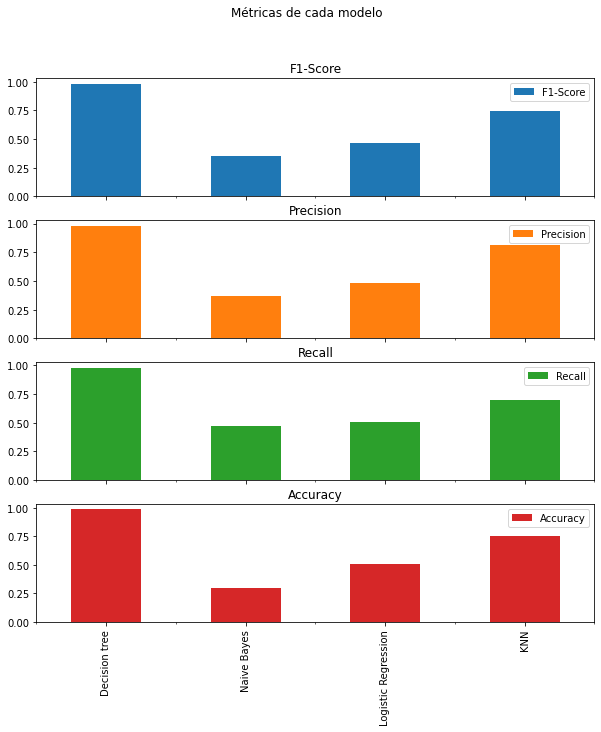 Métricas de cada modelo
F1-Score
1.00
0.75
0.50
0.25
0.00
F1-Score
Precision
1.00
0.75
0.50
0.25
0.00
Precision
Recall
1.00
0.75
0.50
0.25
0.00
Recall
Accuracy
1.00
0.75
0.50
0.25
0.00
Accuracy
Decision tree
Naive Bayes
Logistic Regression
KNN